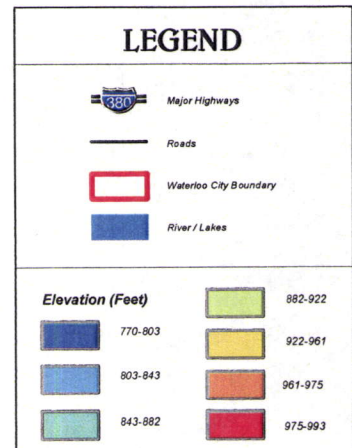 LEGEND
380
Major Highways
Roads
Waterloo City Boundary
River / Lakes
Elevation (Feet)
770-803
803-843
843-882
882-922
922-961
961-975
975-993